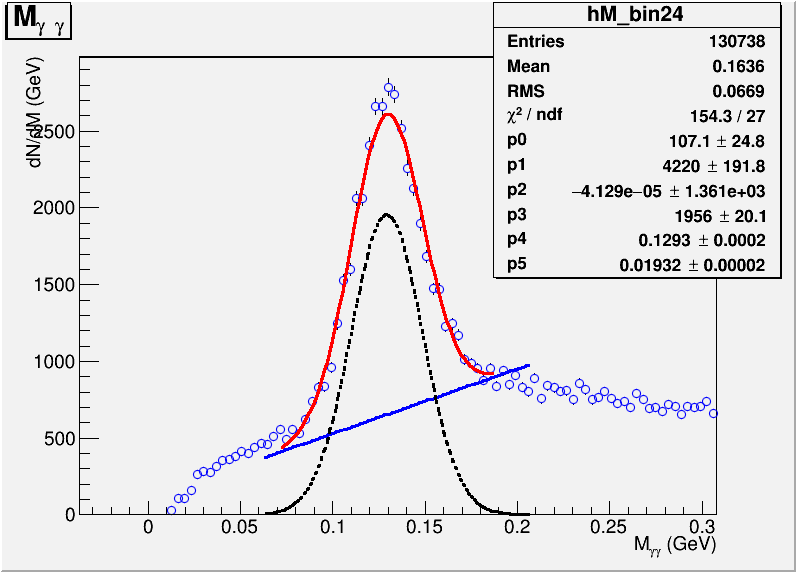 M γ γ
hM_bin24
Entries 130738
Mean 0.1636
RMS 0.0669
χ² / ndf 154.3 / 27
p0 107.1 ± 24.8
p1 4220 ± 191.8
p2 −4.129e−05 ± 1.361e+03
p3 1956 ± 20.1
p4 0.1293 ± 0.0002
p5 0.01932 ± 0.00002
dN/dM (GeV)
2500
2000
1500
1000
500
0
0 0.05 0.1 0.15 0.2 0.25 0.3
Mγγ (GeV)